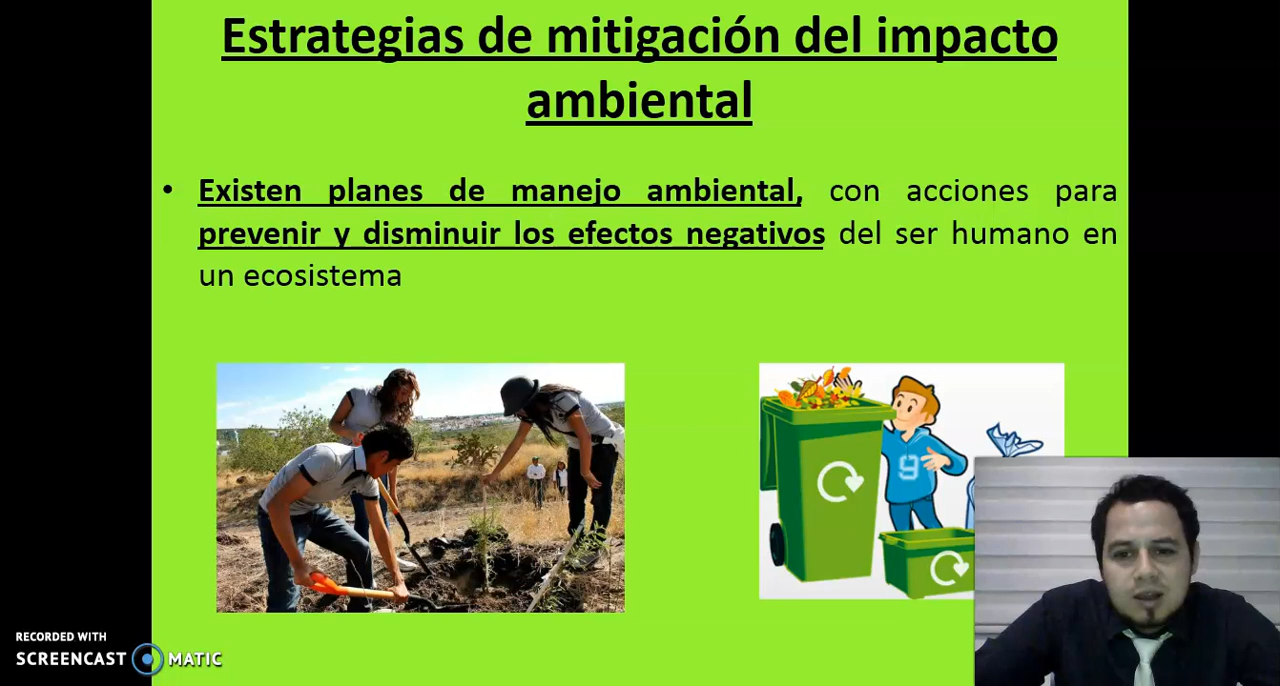 Estrategias de mitigación del impacto
ambiental
• Existen planes de manejo ambiental, con acciones para
prevenir y disminuir los efectos negativos del ser humano en
un ecosistema
9
RECORDED WITH
SCREENCAST MATIC